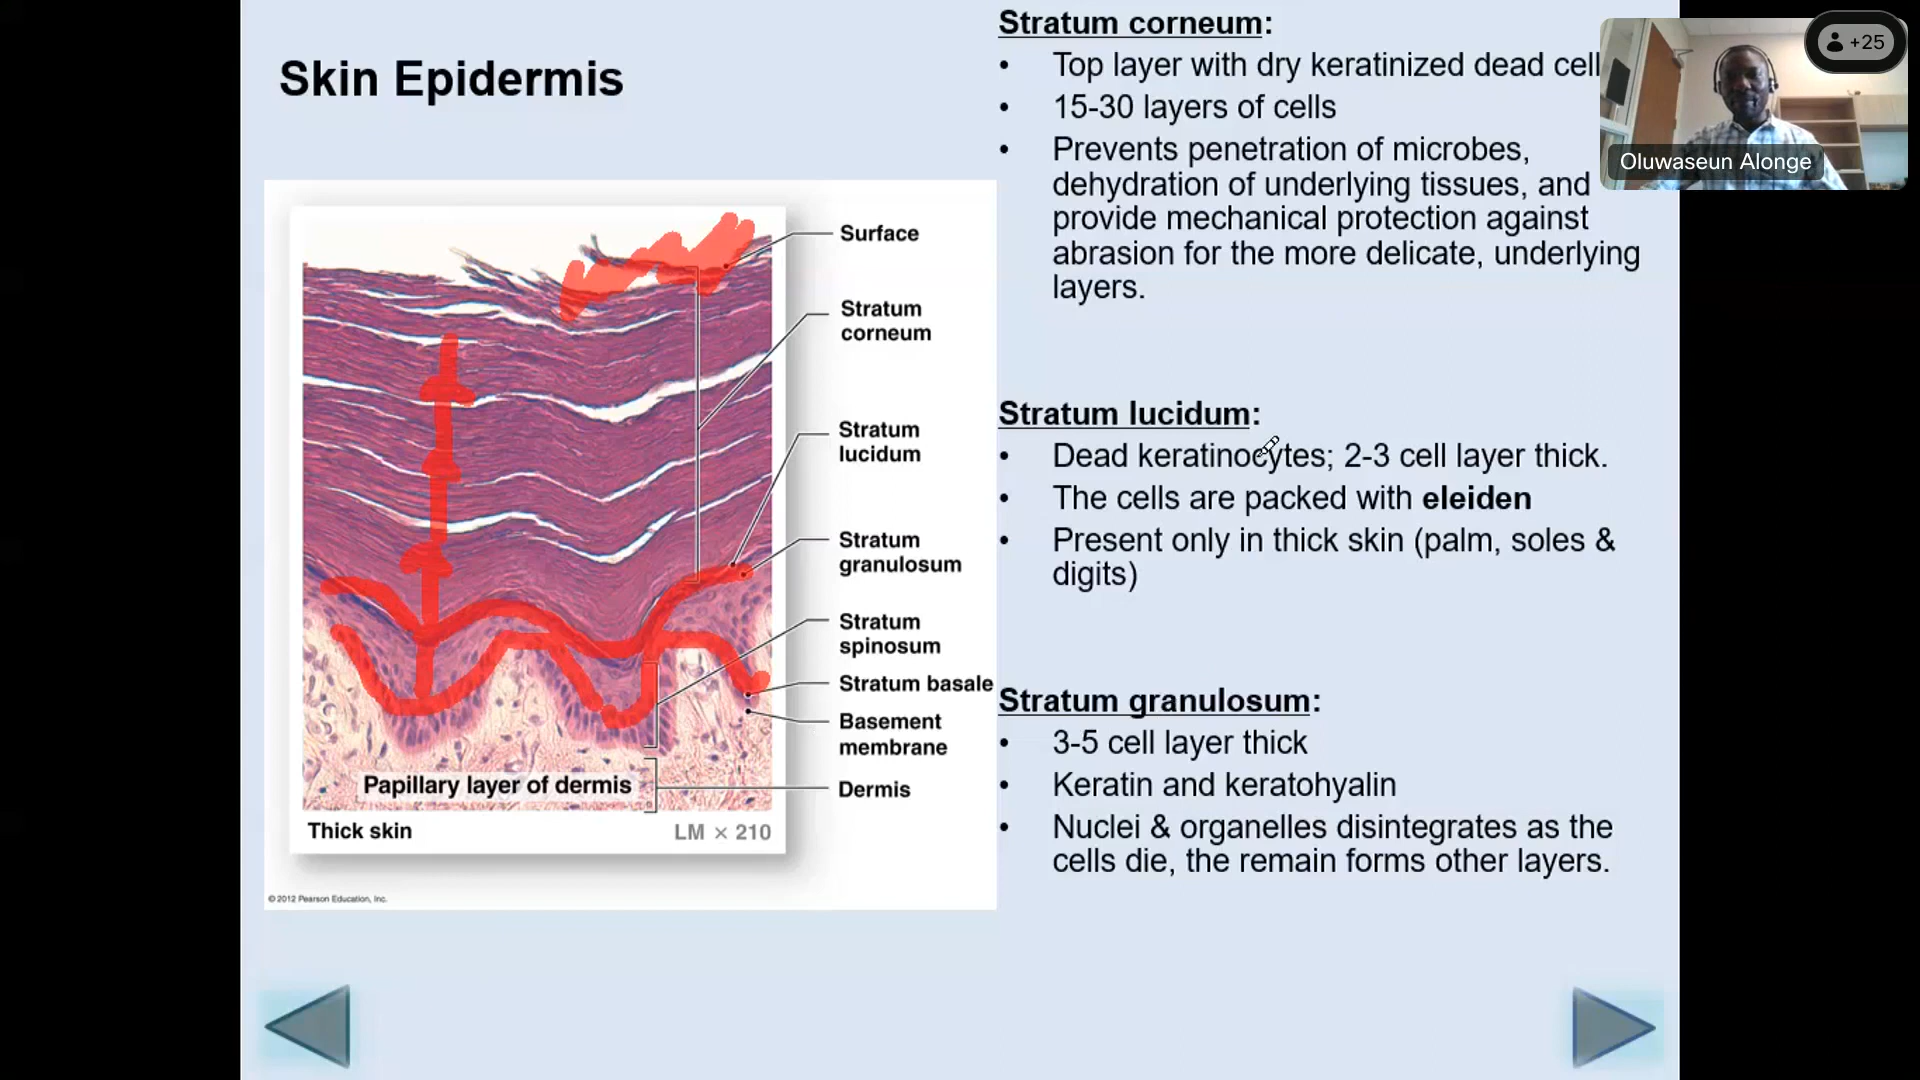 Skin Epidermis
Surface
Stratum
corneum
Stratum
lucidum
Stratum
granulosum
Stratum
spinosum
Stratum basale
Basement
membrane
Dermis
Papillary layer of dermis
Thick skin
LM × 210
© 2012 Pearson Education, Inc.
Stratum corneum:
• Top layer with dry keratinized dead cell
• 15-30 layers of cells
• Prevents penetration of microbes,
dehydration of underlying tissues, and
provide mechanical protection against
abrasion for the more delicate, underlying
layers.
Stratum lucidum:
• Dead keratinocytes; 2-3 cell layer thick.
• The cells are packed with eleiden
• Present only in thick skin (palm, soles &
digits)
Stratum granulosum:
• 3-5 cell layer thick
• Keratin and keratohyalin
• Nuclei & organelles disintegrates as the
cells die, the remain forms other layers.
+25
Oluwaseun Alonge